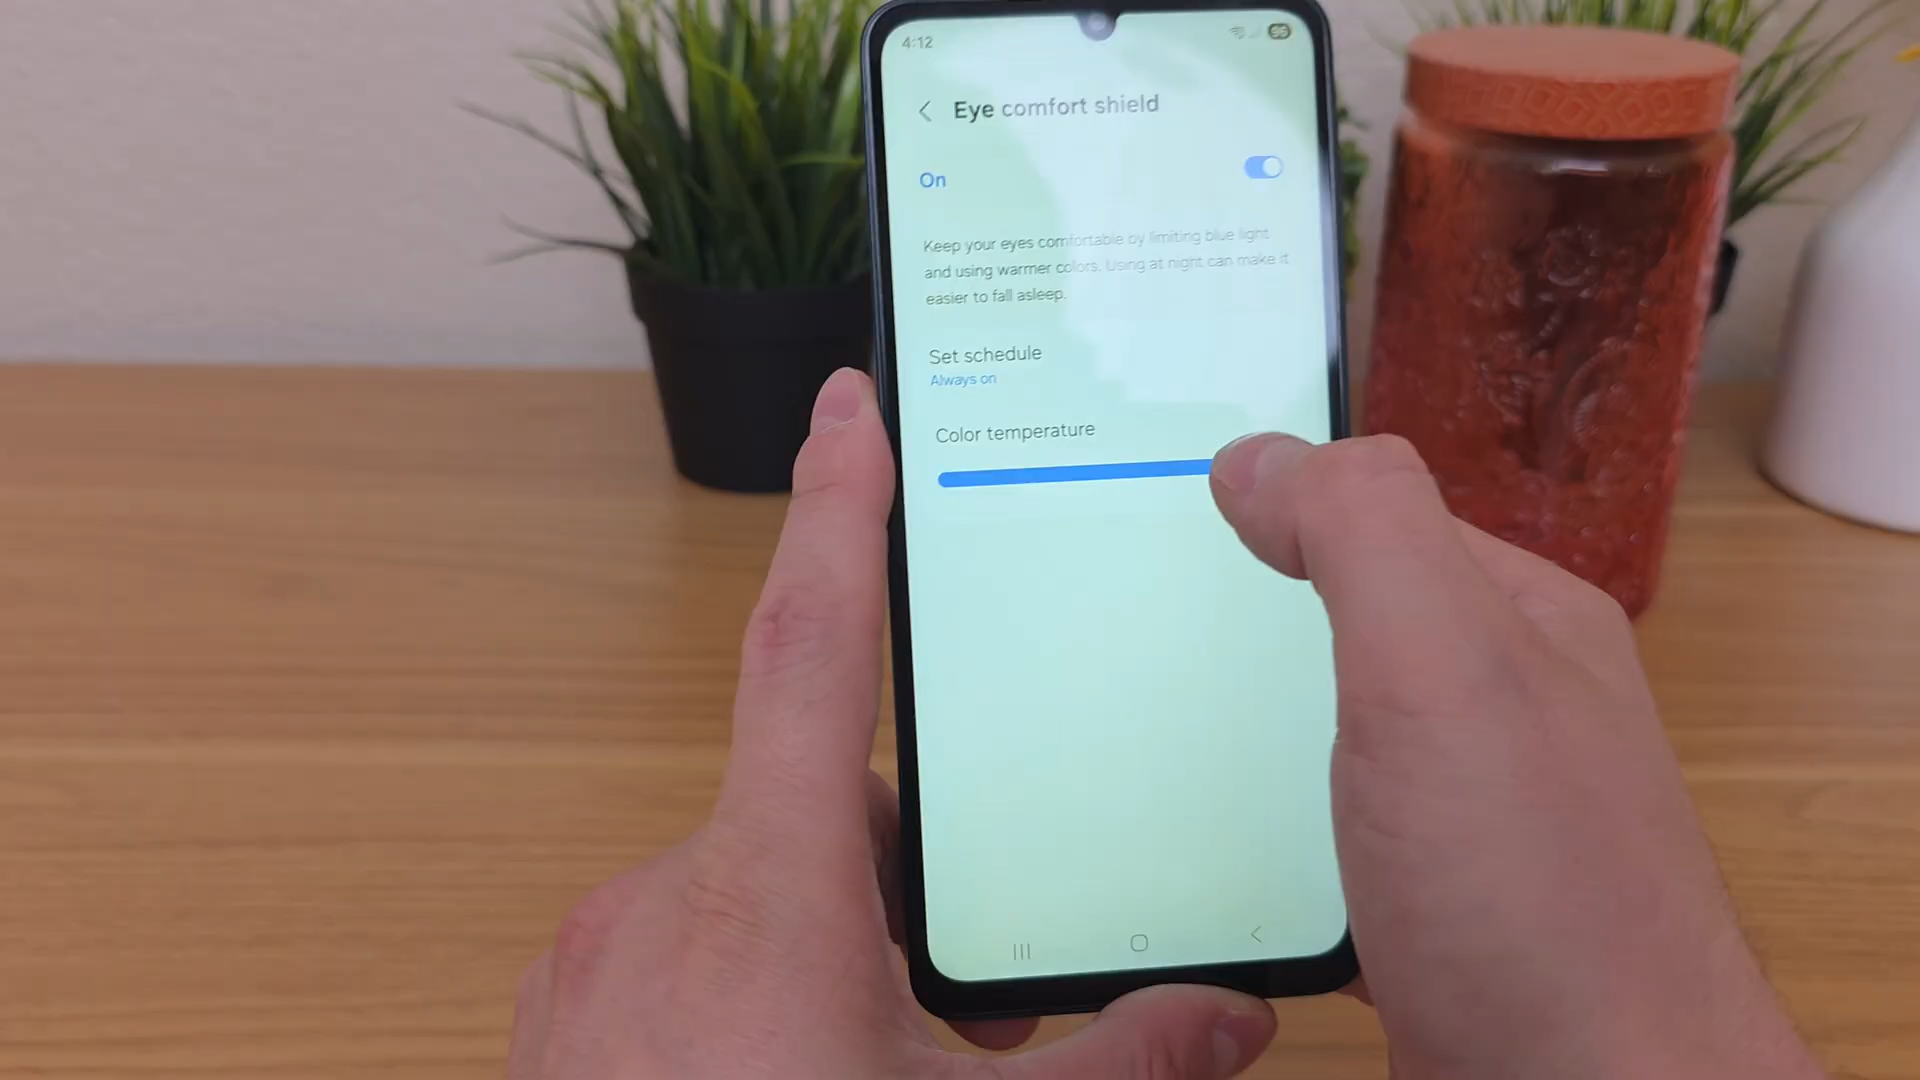 4:12
Eye comfort shield
On
Keep your eyes comfortable by limiting blue light
and using warmer colors. Using at night can make it
easier to fall asleep.
Set schedule
Always on
Color temperature